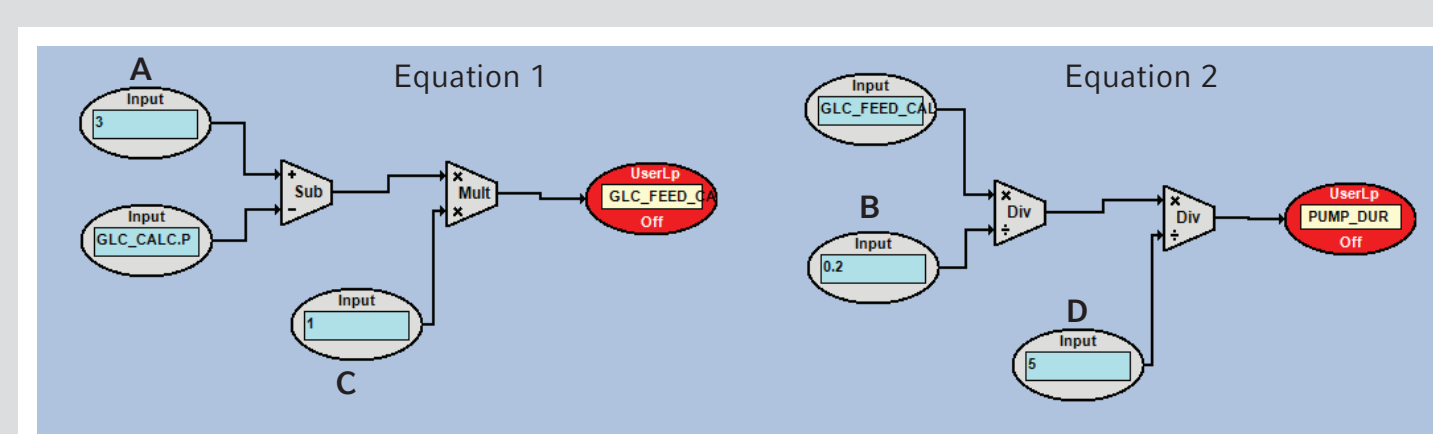 Equation 1
A
Input
3
Input
GLC_CALC.P
+
Sub
−
C
Input
1
×
Mult
×
UserLp
GLC_FEED_CA
Off
Equation 2
Input
GLC_FEED_CAL
B
Input
0.2
×
Div
÷
D
Input
5
×
Div
÷
UserLp
PUMP_DUR
Off